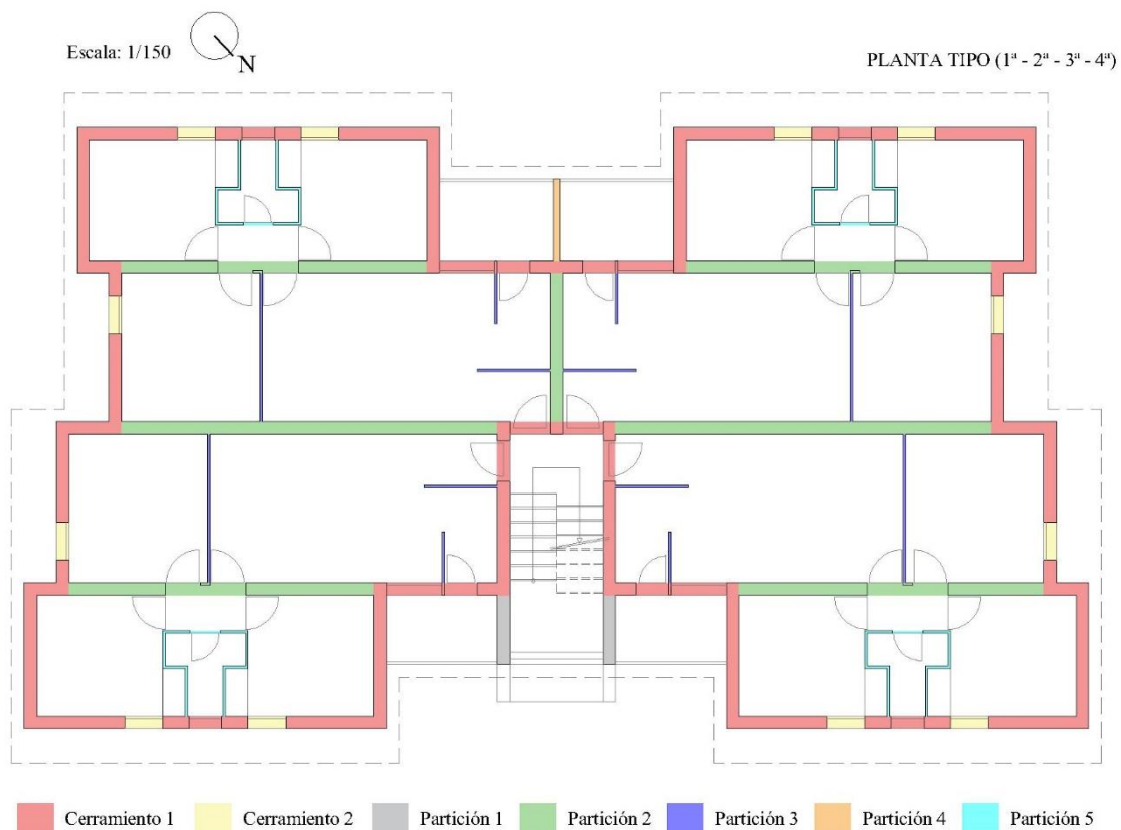 Escala: 1/150
N
PLANTA TIPO (1ª - 2ª - 3ª - 4ª)
Cerramiento 1
Cerramiento 2
Partición 1
Partición 2
Partición 3
Partición 4
Partición 5